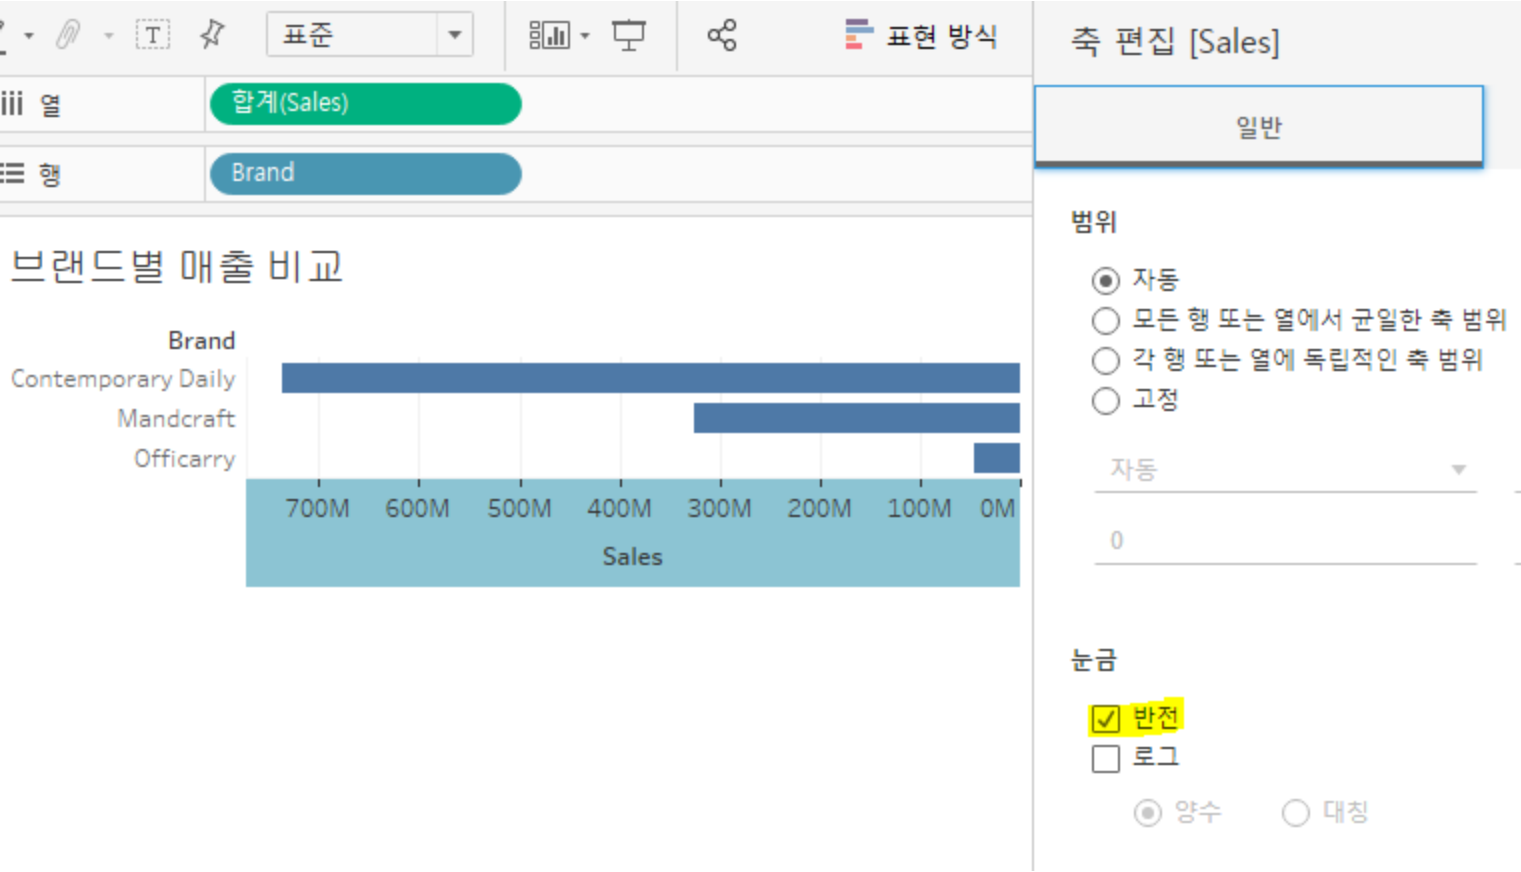 T 표준 표현 방식
열 합계(Sales)
행 Brand
브랜드별 매출 비교
Brand
Contemporary Daily
Mandcraft
Officarry
700M 600M 500M 400M 300M 200M 100M 0M
Sales
축 편집 [Sales]
일반
범위
자동
모든 행 또는 열에서 균일한 축 범위
각 행 또는 열에 독립적인 축 범위
고정
자동
0
눈금
반전
로그
양수 대칭